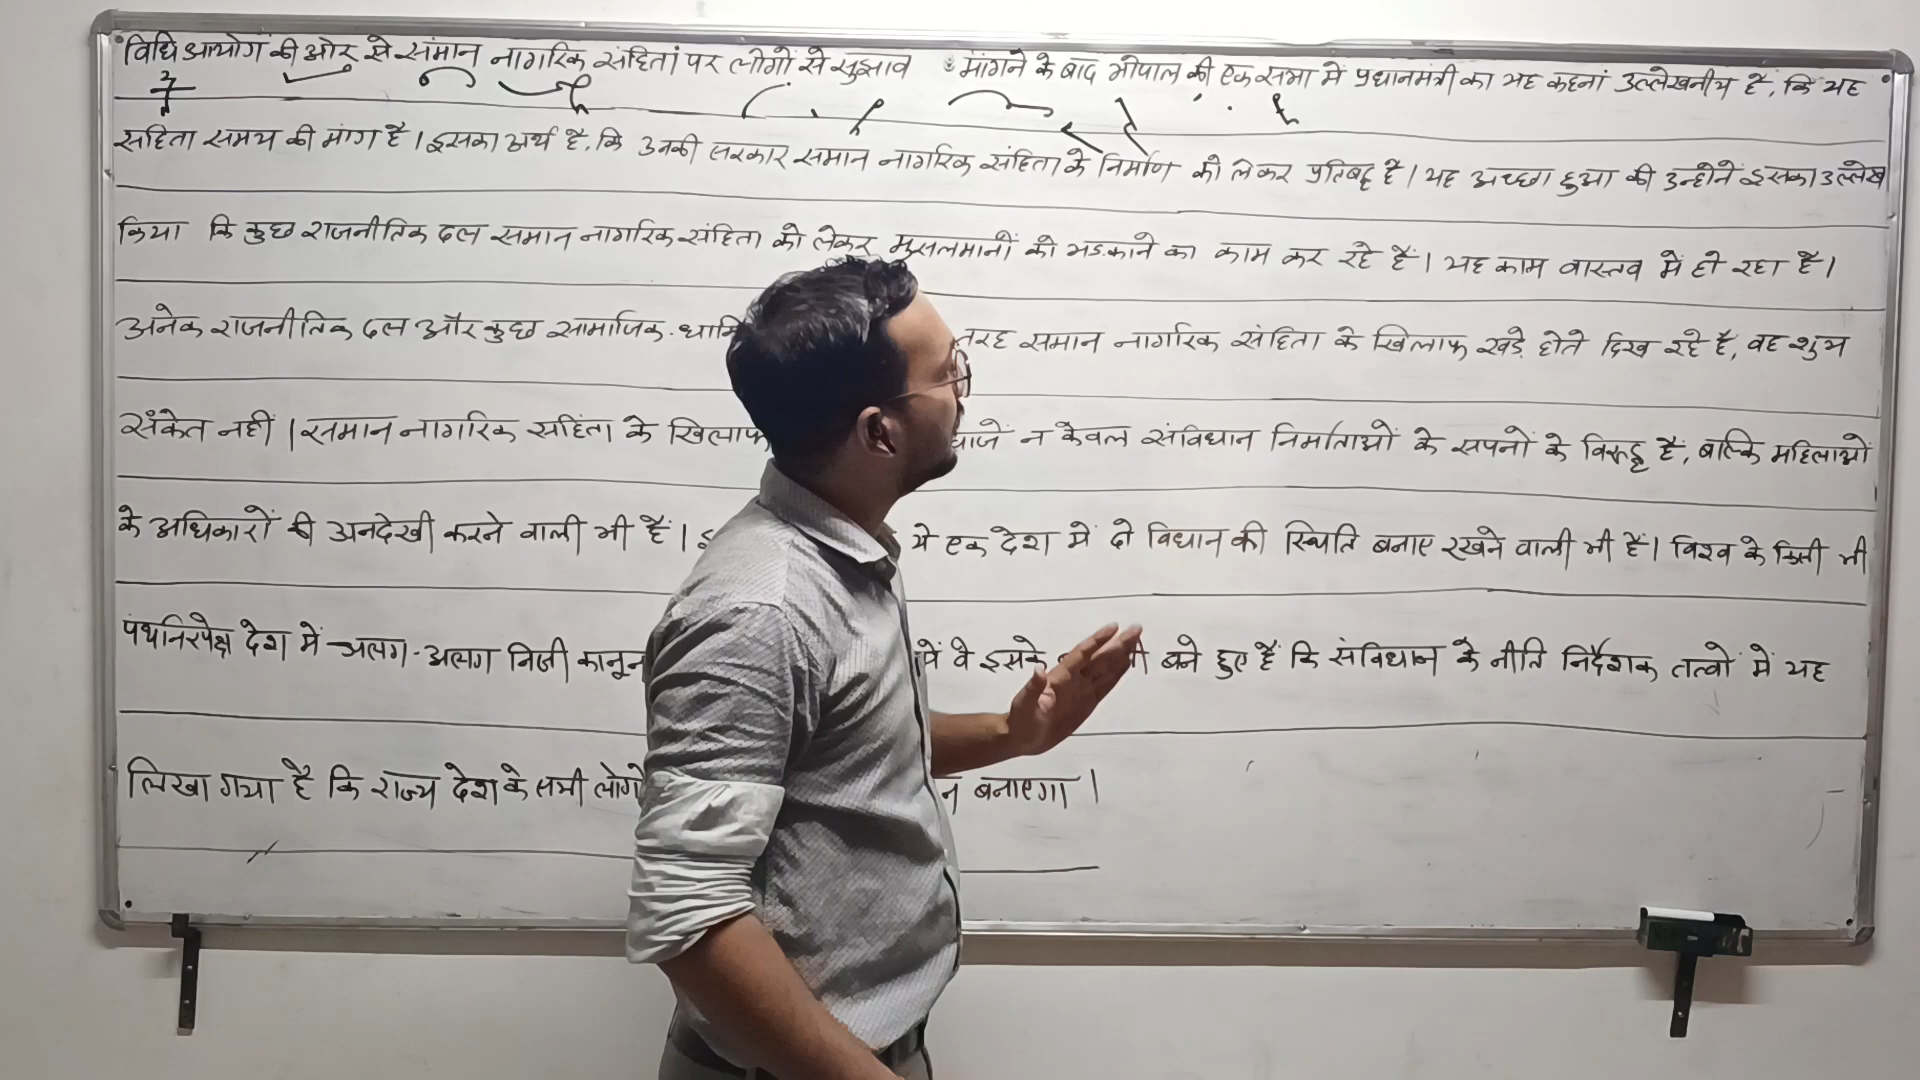 विधि आयोग की ओर से संमान नागरिक संहितां पर लोगों से सुझाव मांगने के बाद भोपाल की एक सभा में प्रधानमंत्री का यह कहनां उल्लेखनीय है, कि यह
सहिता समय की मांग है। इसका अर्थ है, कि उनकी सरकार समान नागरिक संहिता के निर्माण को लेकर प्रतिबद्द है। यह अच्छा हुआ की उन्होनें इसका उल्लेख
किया कि कुछ राजनीतिक दल समान नागरिक संहिता को लेकर मुसलमानों को भड़काने का काम कर रहे हैं। यह काम वास्तव में हो रहा है।
अनेक राजनीतिक दल और कुछ सामाजिक-धार्मि तरह समान नागरिक संहिता के खिलाफ खड़े होते दिख रहे है, वह शुभ
संकेत नहीं। समान नागरिक सहिंता के खिलाफ न केवल संविधान निर्माताओं के सपनों के विरूद्द हैं, बल्कि महिलाओं
के अधिकारों की अनदेखी करने वाली भी हैं। ये एक देश में दो विधान की स्थिति बनाए रखने वाली भी हैं। विश्व के किसी भी
पंथनिरपेक्ष देश में अलग-अलग निजी कानून वे इसके बने हुए हैं कि संविधान के नीति निर्देशक तत्वों में यह
लिखा गया है कि राज्य देश के सभी लोगो न बनाएगा।